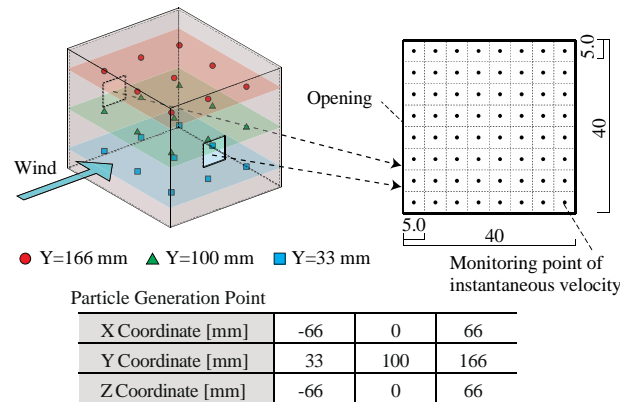 5.0
Opening
40
Wind
5.0
40
Y=166 mm Y=100 mm Y=33 mm
Monitoring point of
instantaneous velocity
Particle Generation Point
X Coordinate [mm] -66 0 66
Y Coordinate [mm] 33 100 166
Z Coordinate [mm] -66 0 66